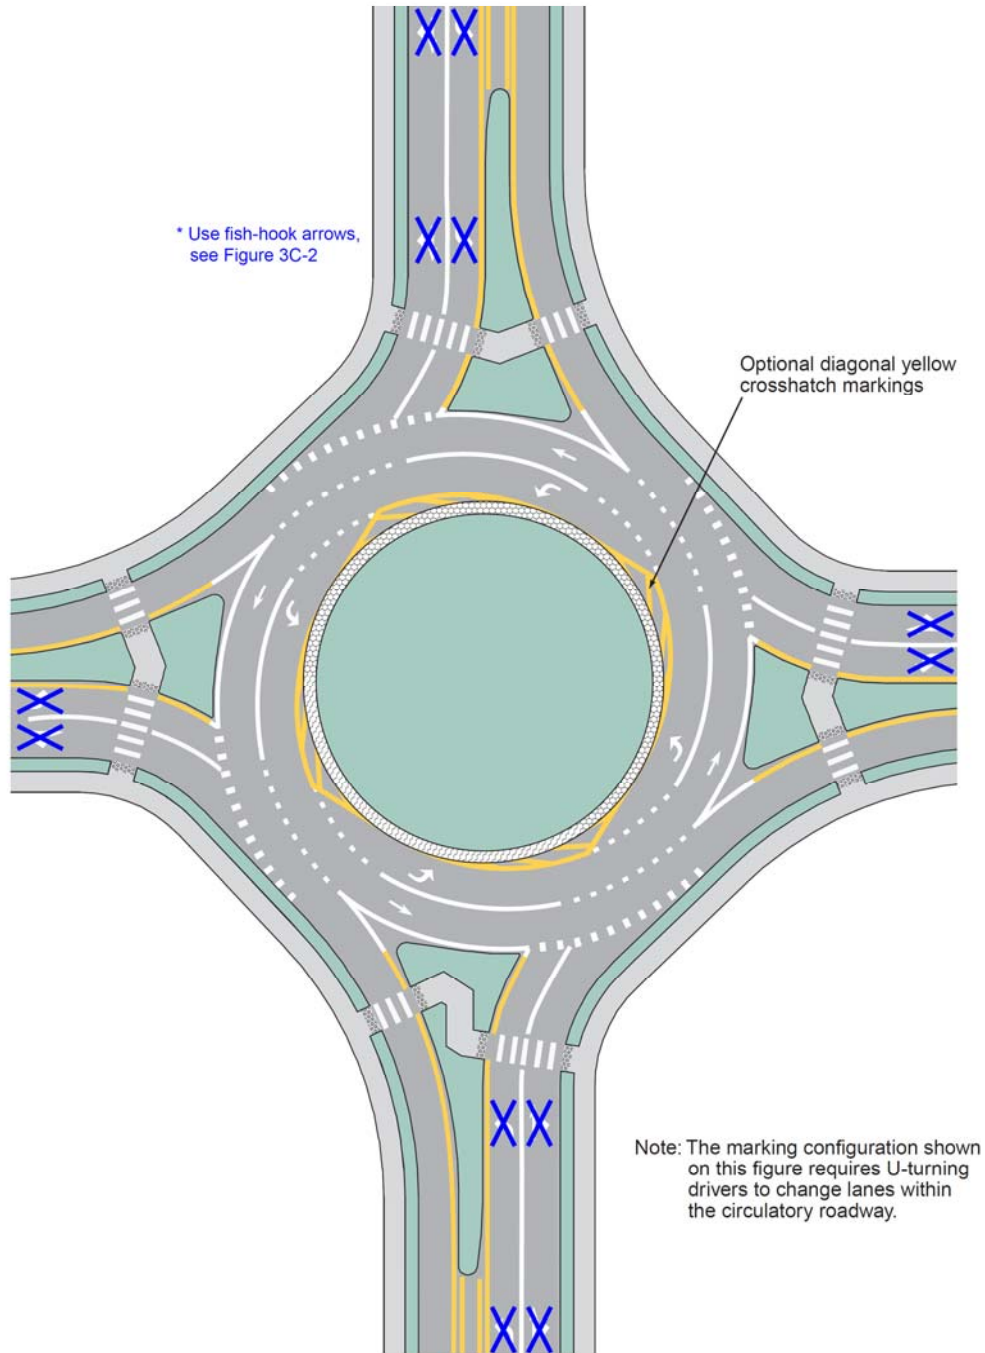 * Use fish-hook arrows,
see Figure 3C-2
Optional diagonal yellow
crosshatch markings
Note: The marking configuration shown
on this figure requires U-turning
drivers to change lanes within
the circulatory roadway.